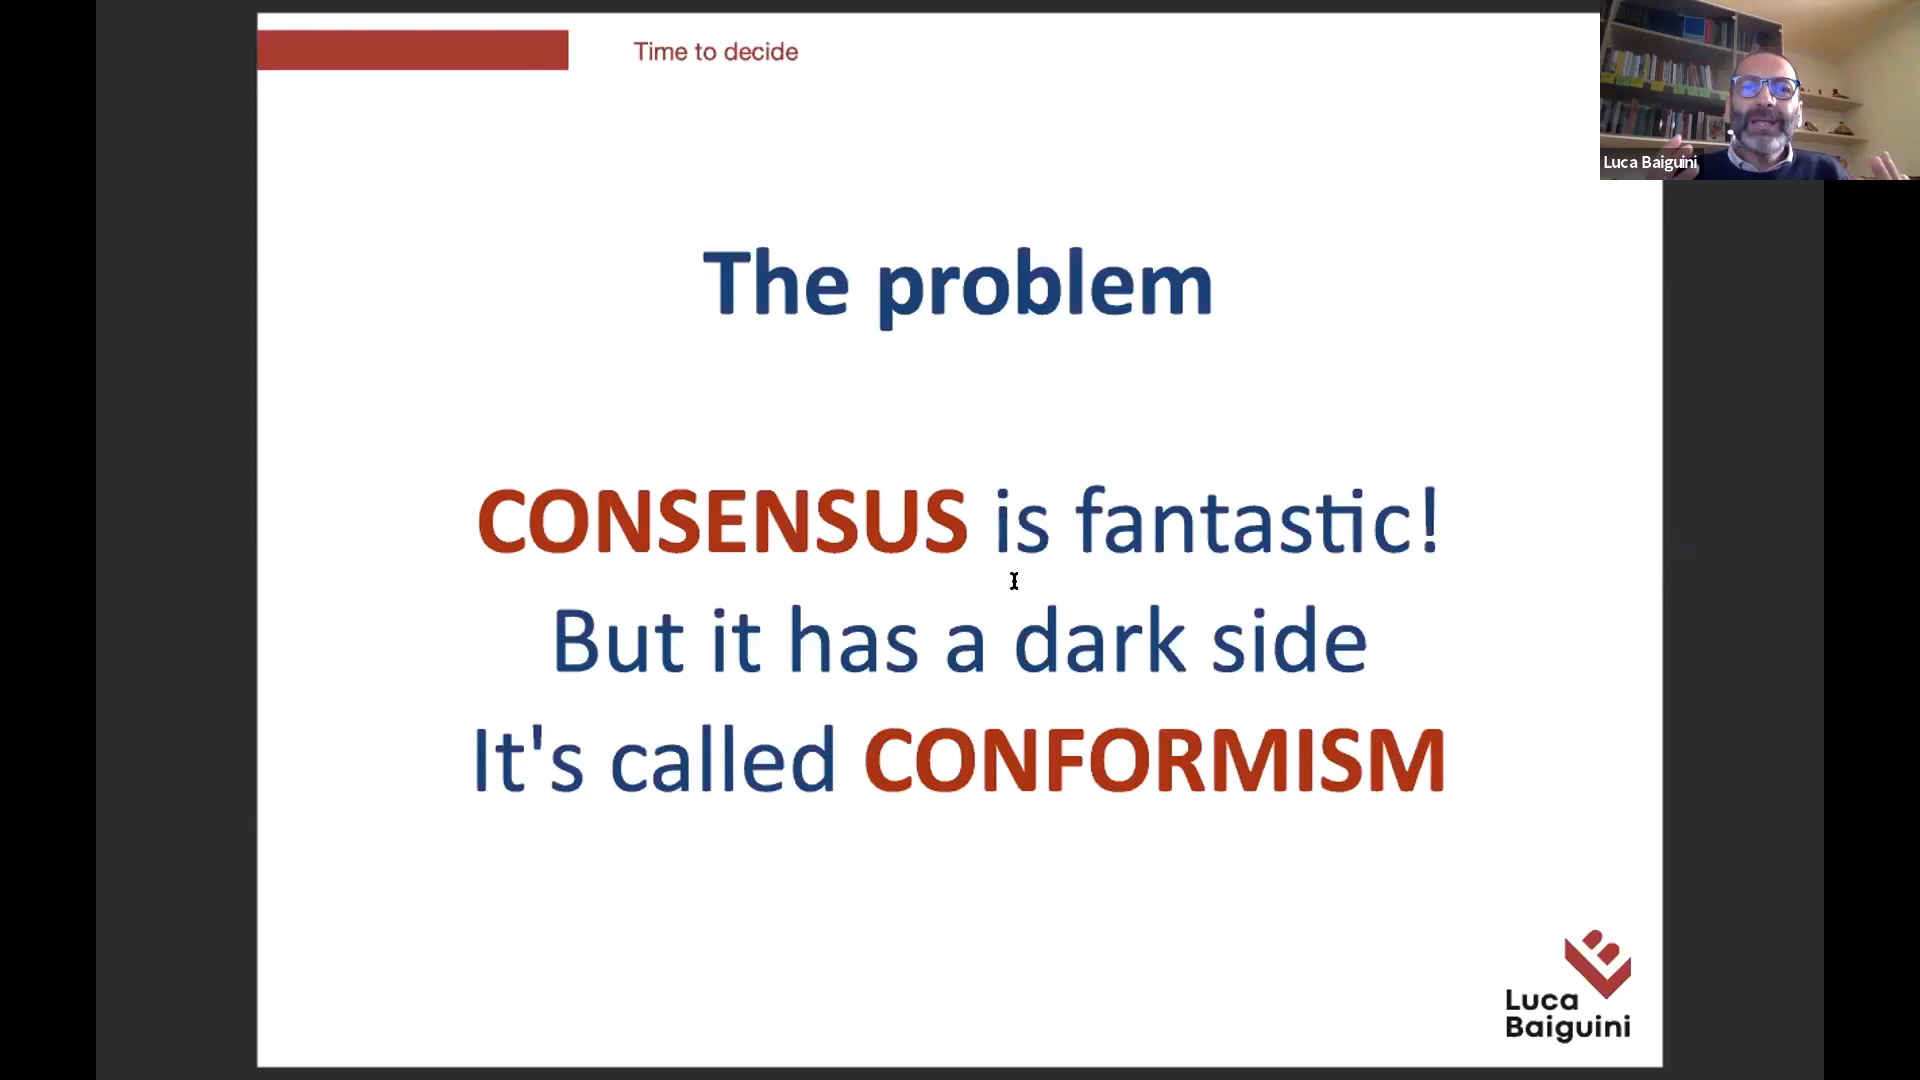 Time to decide
Luca Baiguini
The problem
CONSENSUS is fantastic!
But it has a dark side
It's called CONFORMISM
Luca
Baiguini